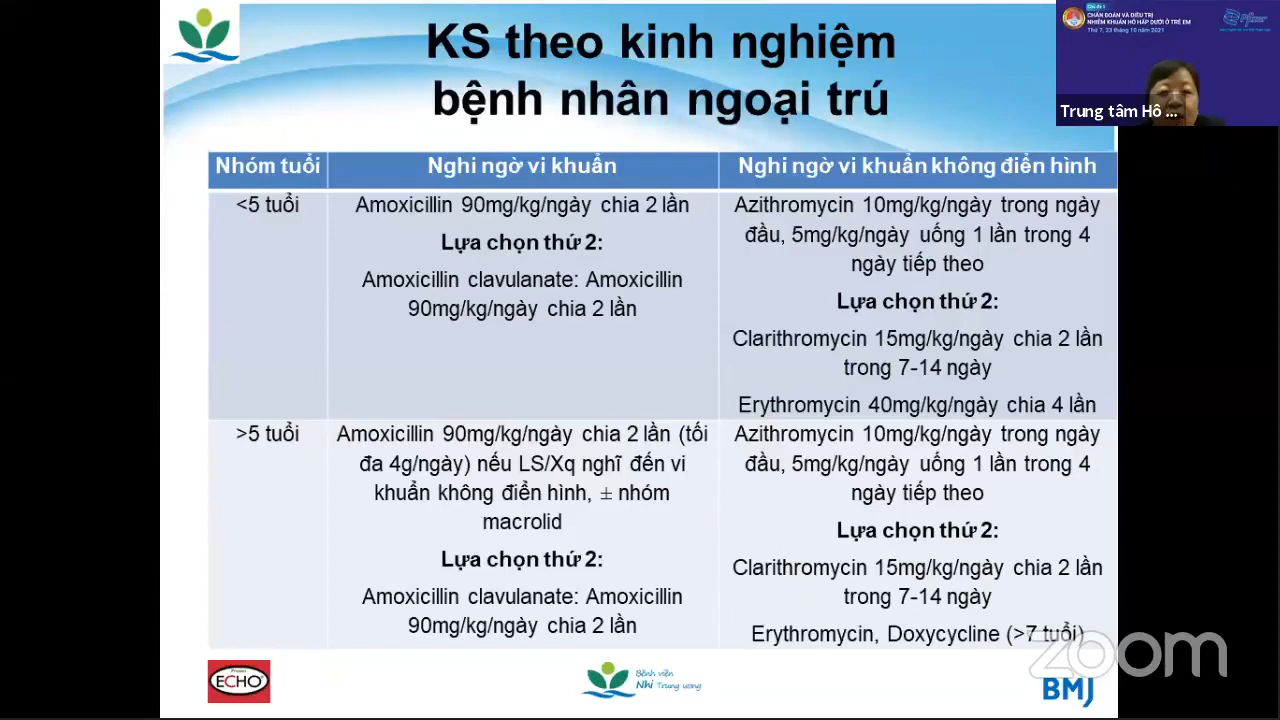 KS theo kinh nghiệm
bệnh nhân ngoại trú
Chủ đề 1
CHẨN ĐOÁN VÀ ĐIỀU TRỊ
NHIỄM KHUẨN HÔ HẤP DƯỚI Ở TRẺ EM
Thứ 7, 23 tháng 10 năm 2021
Pfizer
Trung tâm Hô ...
Nhóm tuổi
Nghi ngờ vi khuẩn
Nghi ngờ vi khuẩn không điển hình
<5 tuổi
Amoxicillin 90mg/kg/ngày chia 2 lần
Lựa chọn thứ 2:
Amoxicillin clavulanate: Amoxicillin
90mg/kg/ngày chia 2 lần
Azithromycin 10mg/kg/ngày trong ngày
đầu, 5mg/kg/ngày uống 1 lần trong 4
ngày tiếp theo
Lựa chọn thứ 2:
Clarithromycin 15mg/kg/ngày chia 2 lần
trong 7-14 ngày
Erythromycin 40mg/kg/ngày chia 4 lần
>5 tuổi
Amoxicillin 90mg/kg/ngày chia 2 lần (tối
đa 4g/ngày) nếu LS/Xq nghĩ đến vi
khuẩn không điển hình, ± nhóm
macrolid
Lựa chọn thứ 2:
Amoxicillin clavulanate: Amoxicillin
90mg/kg/ngày chia 2 lần
Azithromycin 10mg/kg/ngày trong ngày
đầu, 5mg/kg/ngày uống 1 lần trong 4
ngày tiếp theo
Lựa chọn thứ 2:
Clarithromycin 15mg/kg/ngày chia 2 lần
trong 7-14 ngày
Erythromycin, Doxycycline (>7 tuổi)
zoom
Project
ECHO
Bệnh viện
Nhi Trung ương
BMJ